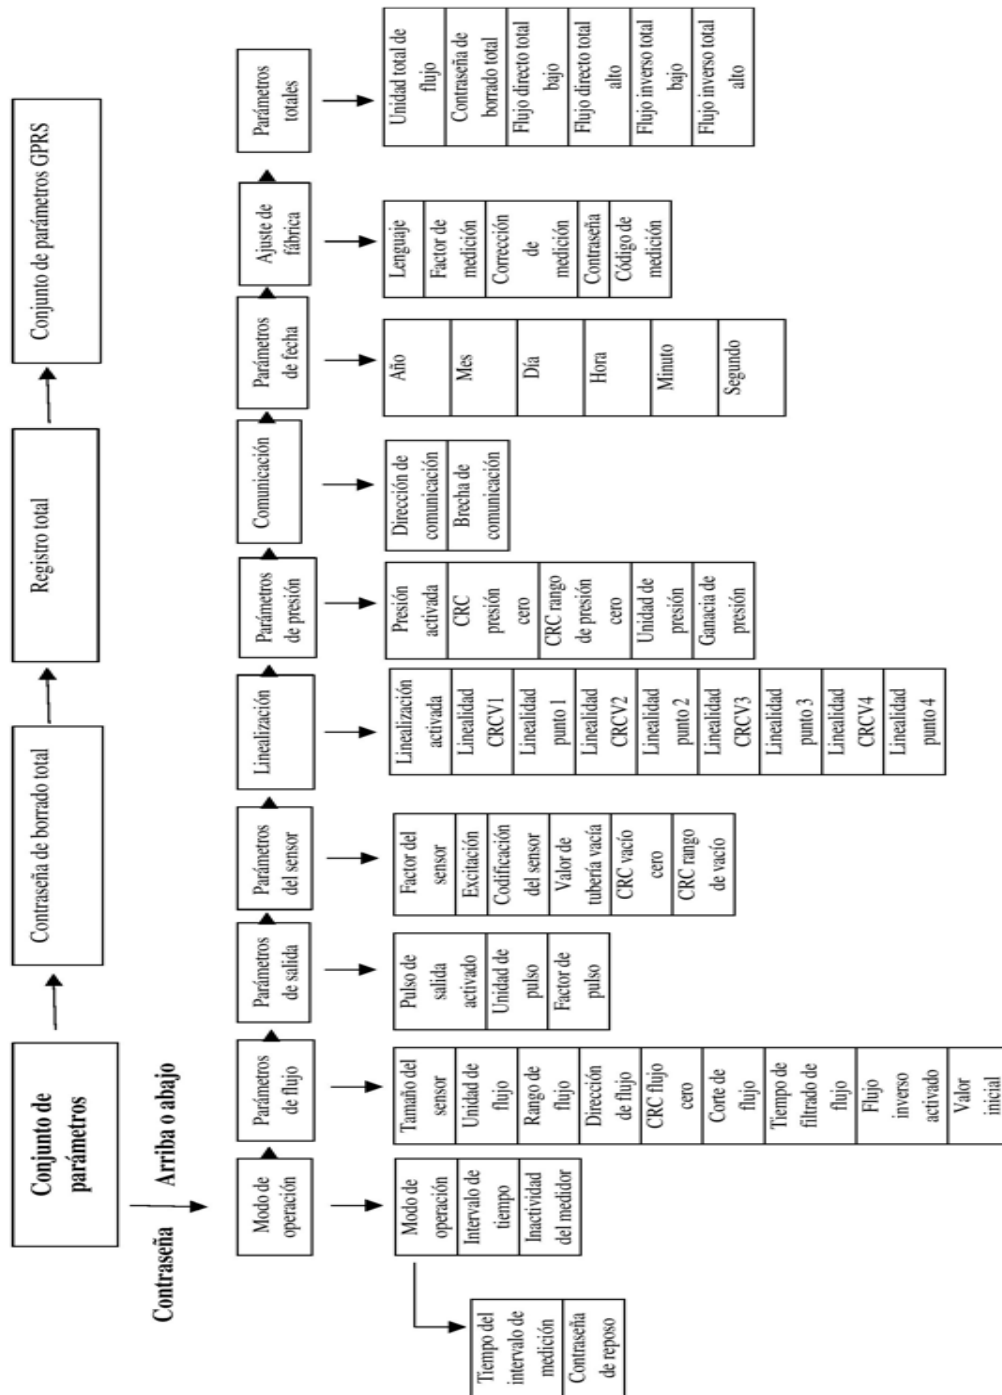 Conjunto de
parámetros
Contraseña de borrado total
Registro total
Conjunto de parámetros GPRS
Contraseña
Arriba o abajo
Modo de
operación
Parámetros
de flujo
Parámetros
de salida
Parámetros
del sensor
Linealización
Parámetros
de presión
Comunicación
Parámetros
de fecha
Ajuste de
fábrica
Parámetros
totales
Tiempo del
intervalo de
medición
Contraseña
de reposo
Modo de
operación
Intervalo de
tiempo
Inactividad
del medidor
Tamaño del
sensor
Unidad de
flujo
Rango de
flujo
Dirección
de flujo
CRC flujo
cero
Corte de
flujo
Tiempo de
filtrado de
flujo
Flujo
inverso
activado
Valor
inicial
Pulso de
salida
activado
Unidad de
pulso
Factor de
pulso
Factor del
sensor
Excitación
Codificación
del sensor
Valor de
tubería vacía
CRC vacío
cero
CRC rango
de vacío
Linealización
activada
Linealidad
CRCV1
Linealidad
punto 1
Linealidad
CRCV2
Linealidad
punto 2
Linealidad
CRCV3
Linealidad
punto 3
Linealidad
CRCV4
Linealidad
punto 4
Presión
activada
CRC
presión
cero
CRC rango
de presión
cero
Unidad de
presión
Ganacia de
presión
Dirección de
comunicación
Brecha de
comunicación
Año
Mes
Día
Hora
Minuto
Segundo
Lenguaje
Factor de
medición
Corrección
de
medición
Contraseña
Código de
medición
Unidad total de
flujo
Contraseña de
borrado total
Flujo directo total
bajo
Flujo directo total
alto
Flujo inverso total
bajo
Flujo inverso total
alto